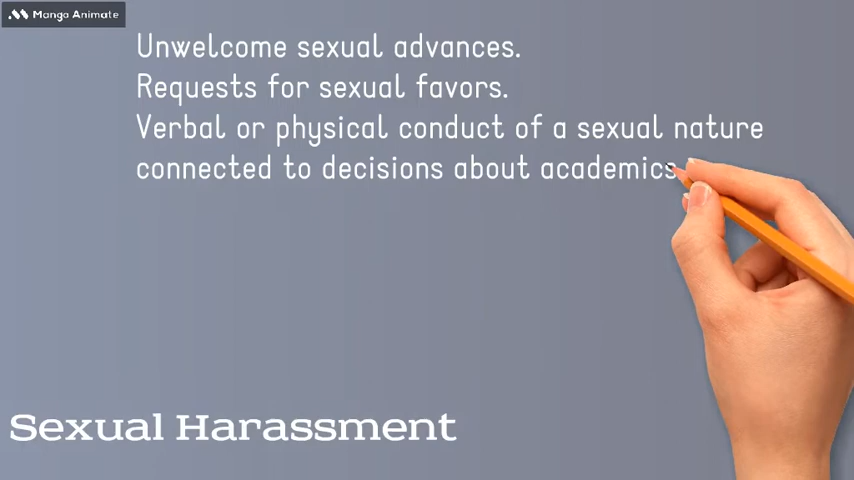 Manga Animate
Unwelcome sexual advances.
Requests for sexual favors.
Verbal or physical conduct of a sexual nature
connected to decisions about academics
Sexual Harassment